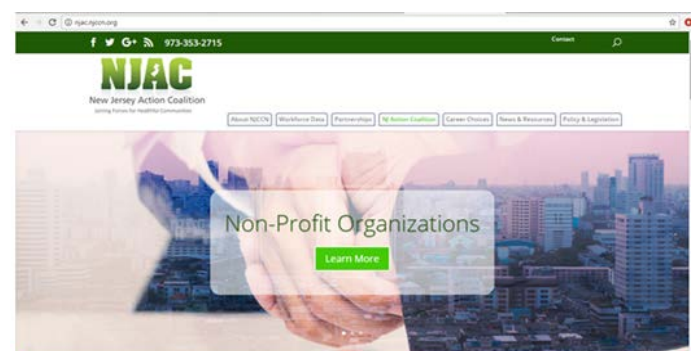 njac.njccn.org
f G+ 973-353-2715 Contact
NJAC
New Jersey Action Coalition
Joining Forces for Healthful Communities
About NJCCN Workforce Data Partnerships NJ Action Coalition Career Choices News & Resources Policy & Legislation
Non-Profit Organizations
Learn More